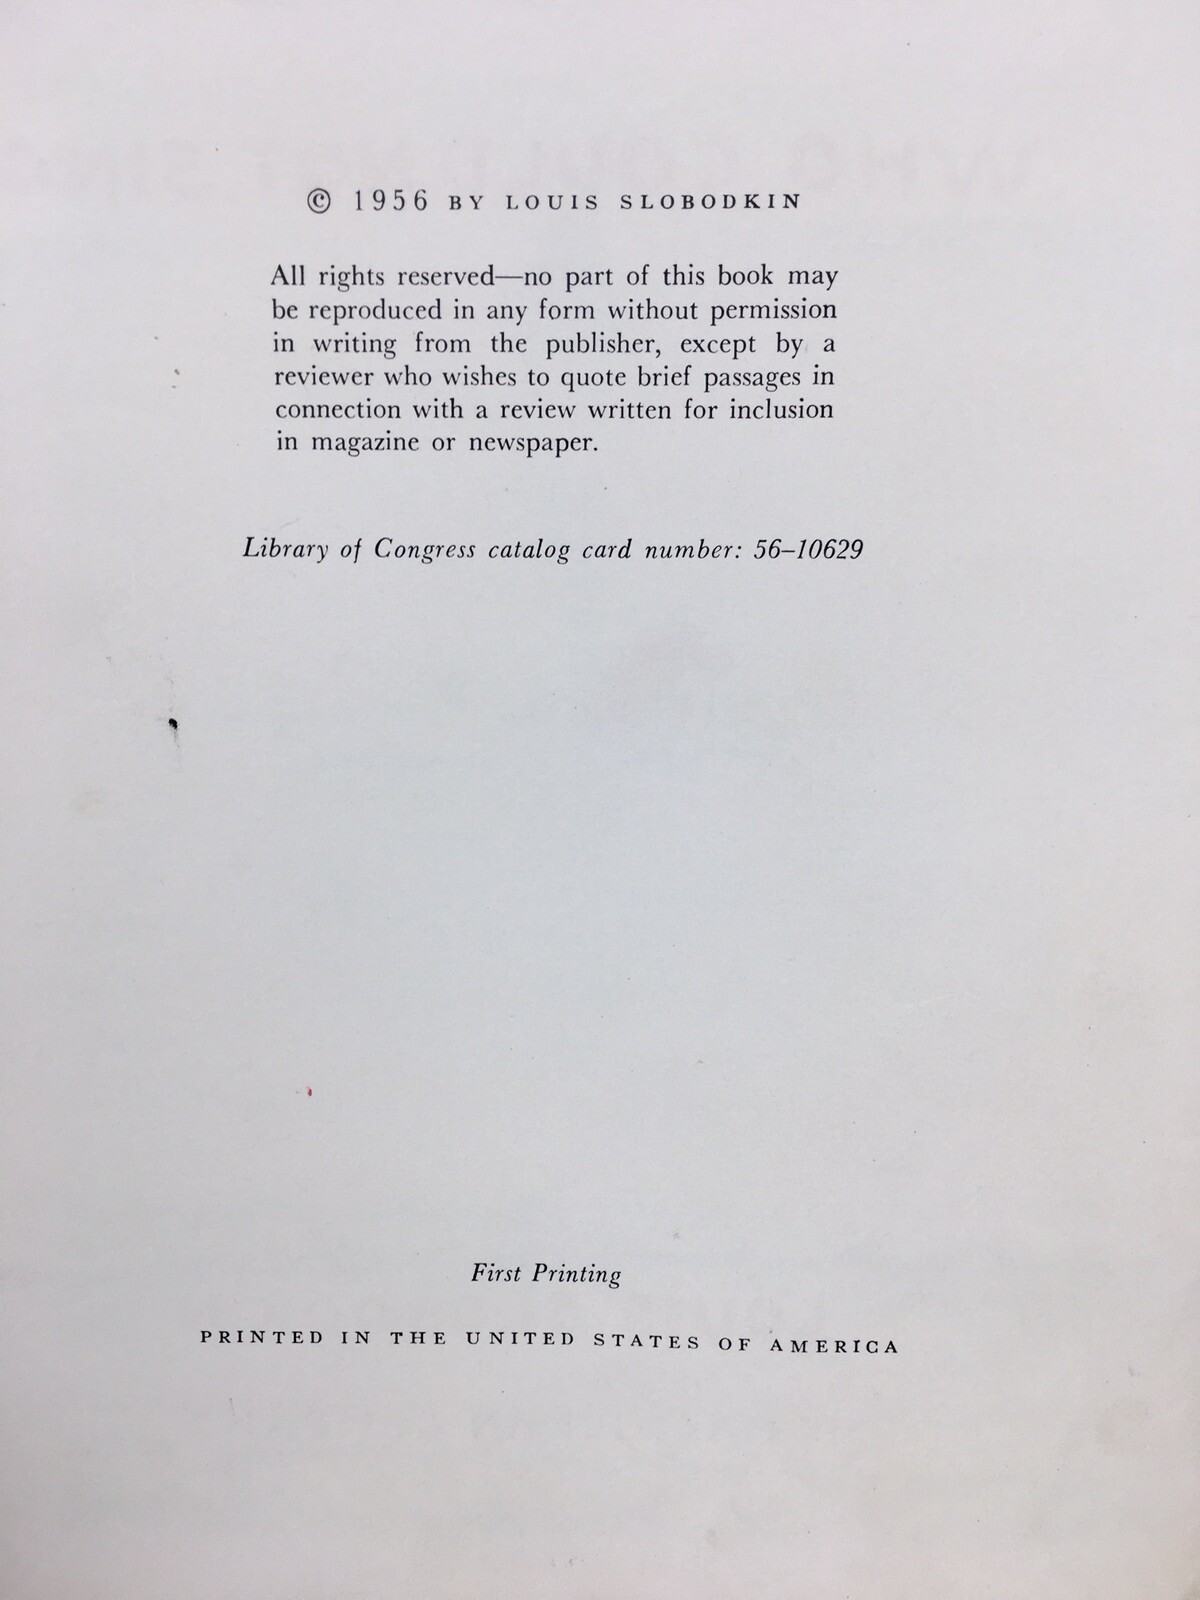 © 1956 BY LOUIS SLOBODKIN
All rights reserved—no part of this book may
be reproduced in any form without permission
in writing from the publisher, except by a
reviewer who wishes to quote brief passages in
connection with a review written for inclusion
in magazine or newspaper.
Library of Congress catalog card number: 56–10629
First Printing
PRINTED IN THE UNITED STATES OF AMERICA